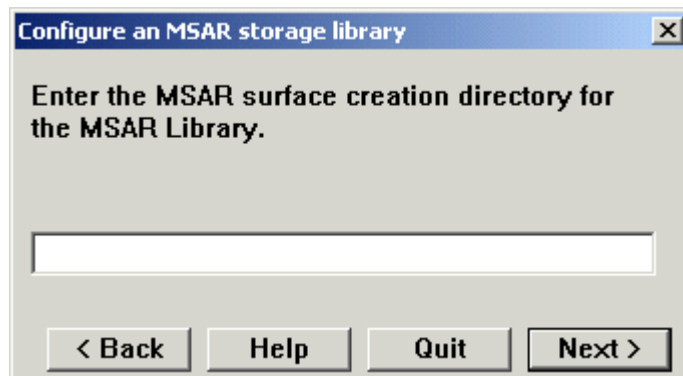 Configure an MSAR storage library
Enter the MSAR surface creation directory for
the MSAR Library.
< Back Help Quit Next >